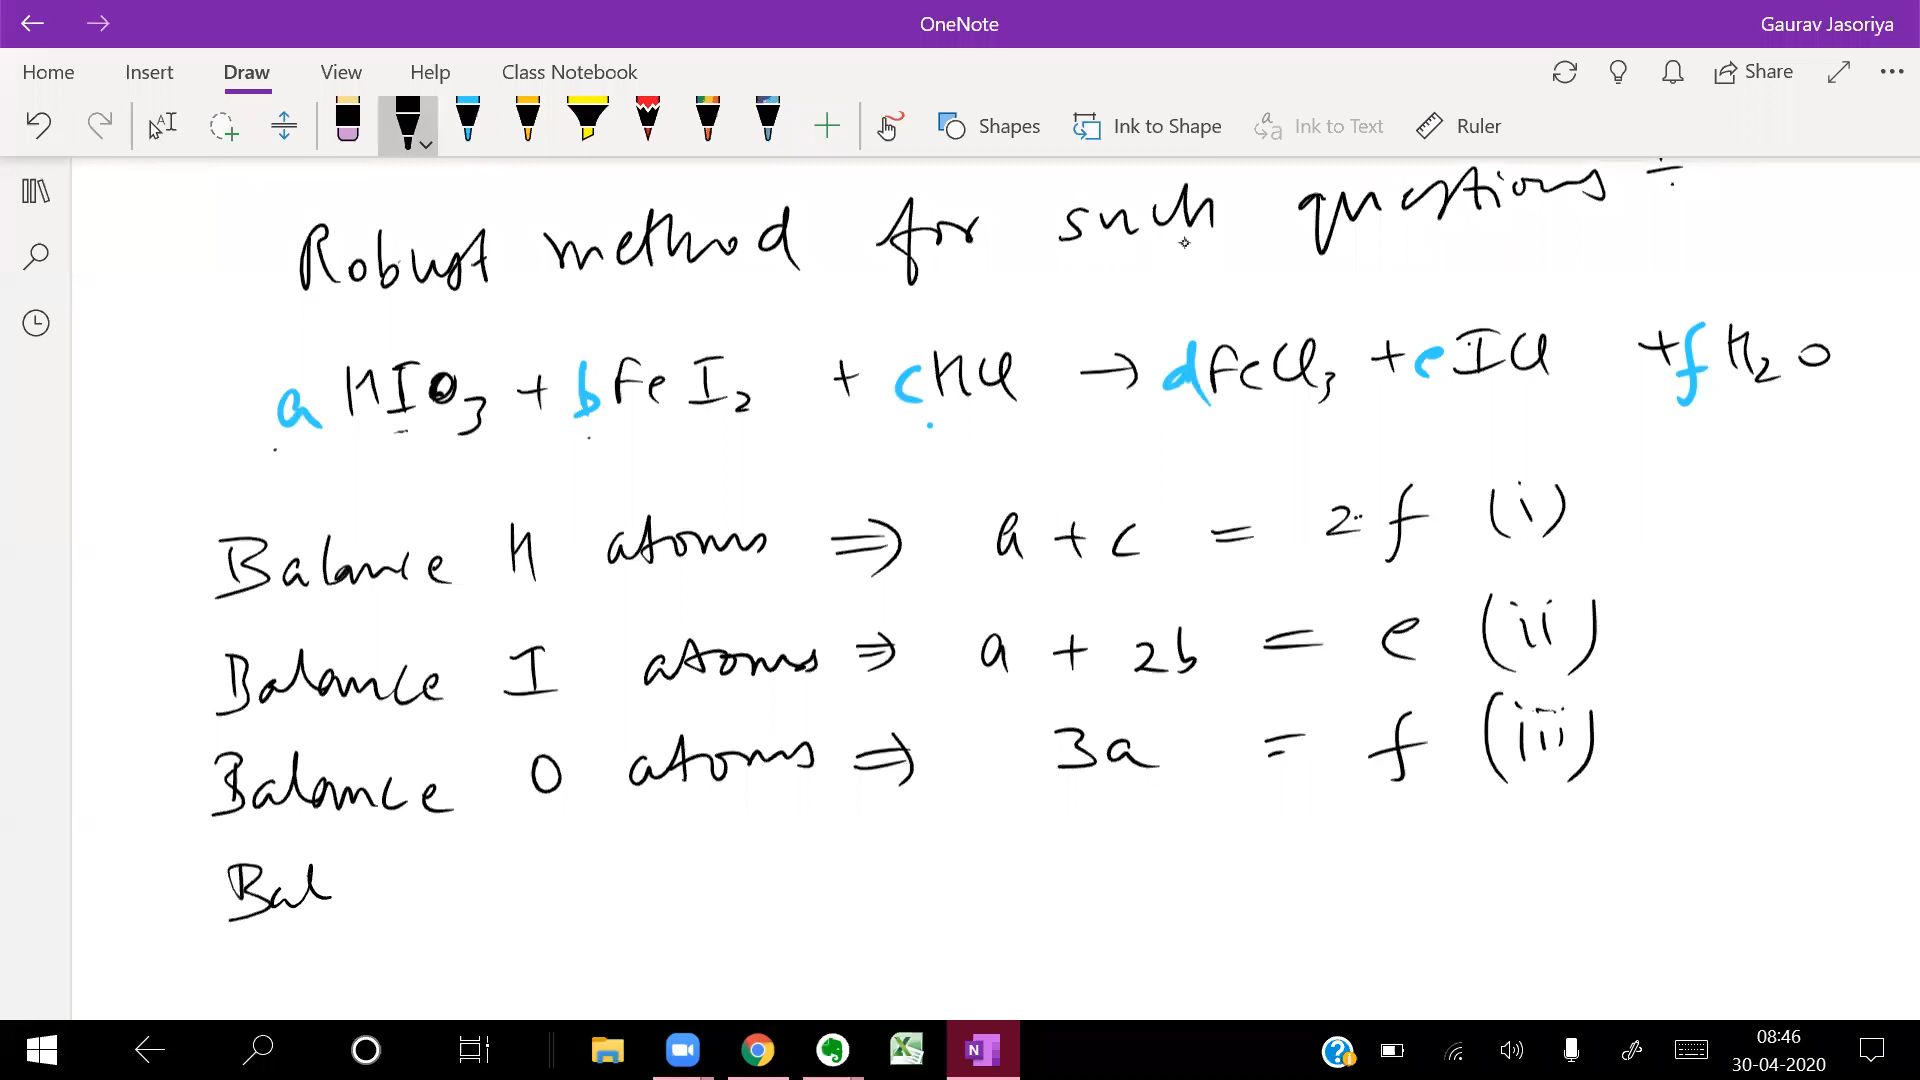 OneNote
Gaurav Jasoriya
Home Insert Draw View Help Class Notebook Share
Shapes Ink to Shape Ink to Text Ruler
Robust method for such questions ÷
a HIO3 + b FeI2 + c HCl → d FeCl3 + e ICl + f H2O
Balance H atoms ⇒ a + c = 2f (i)
Balance I atoms ⇒ a + 2b = e (ii)
Balance O atoms ⇒ 3a = f (iii)
Bal
08:46
30-04-2020